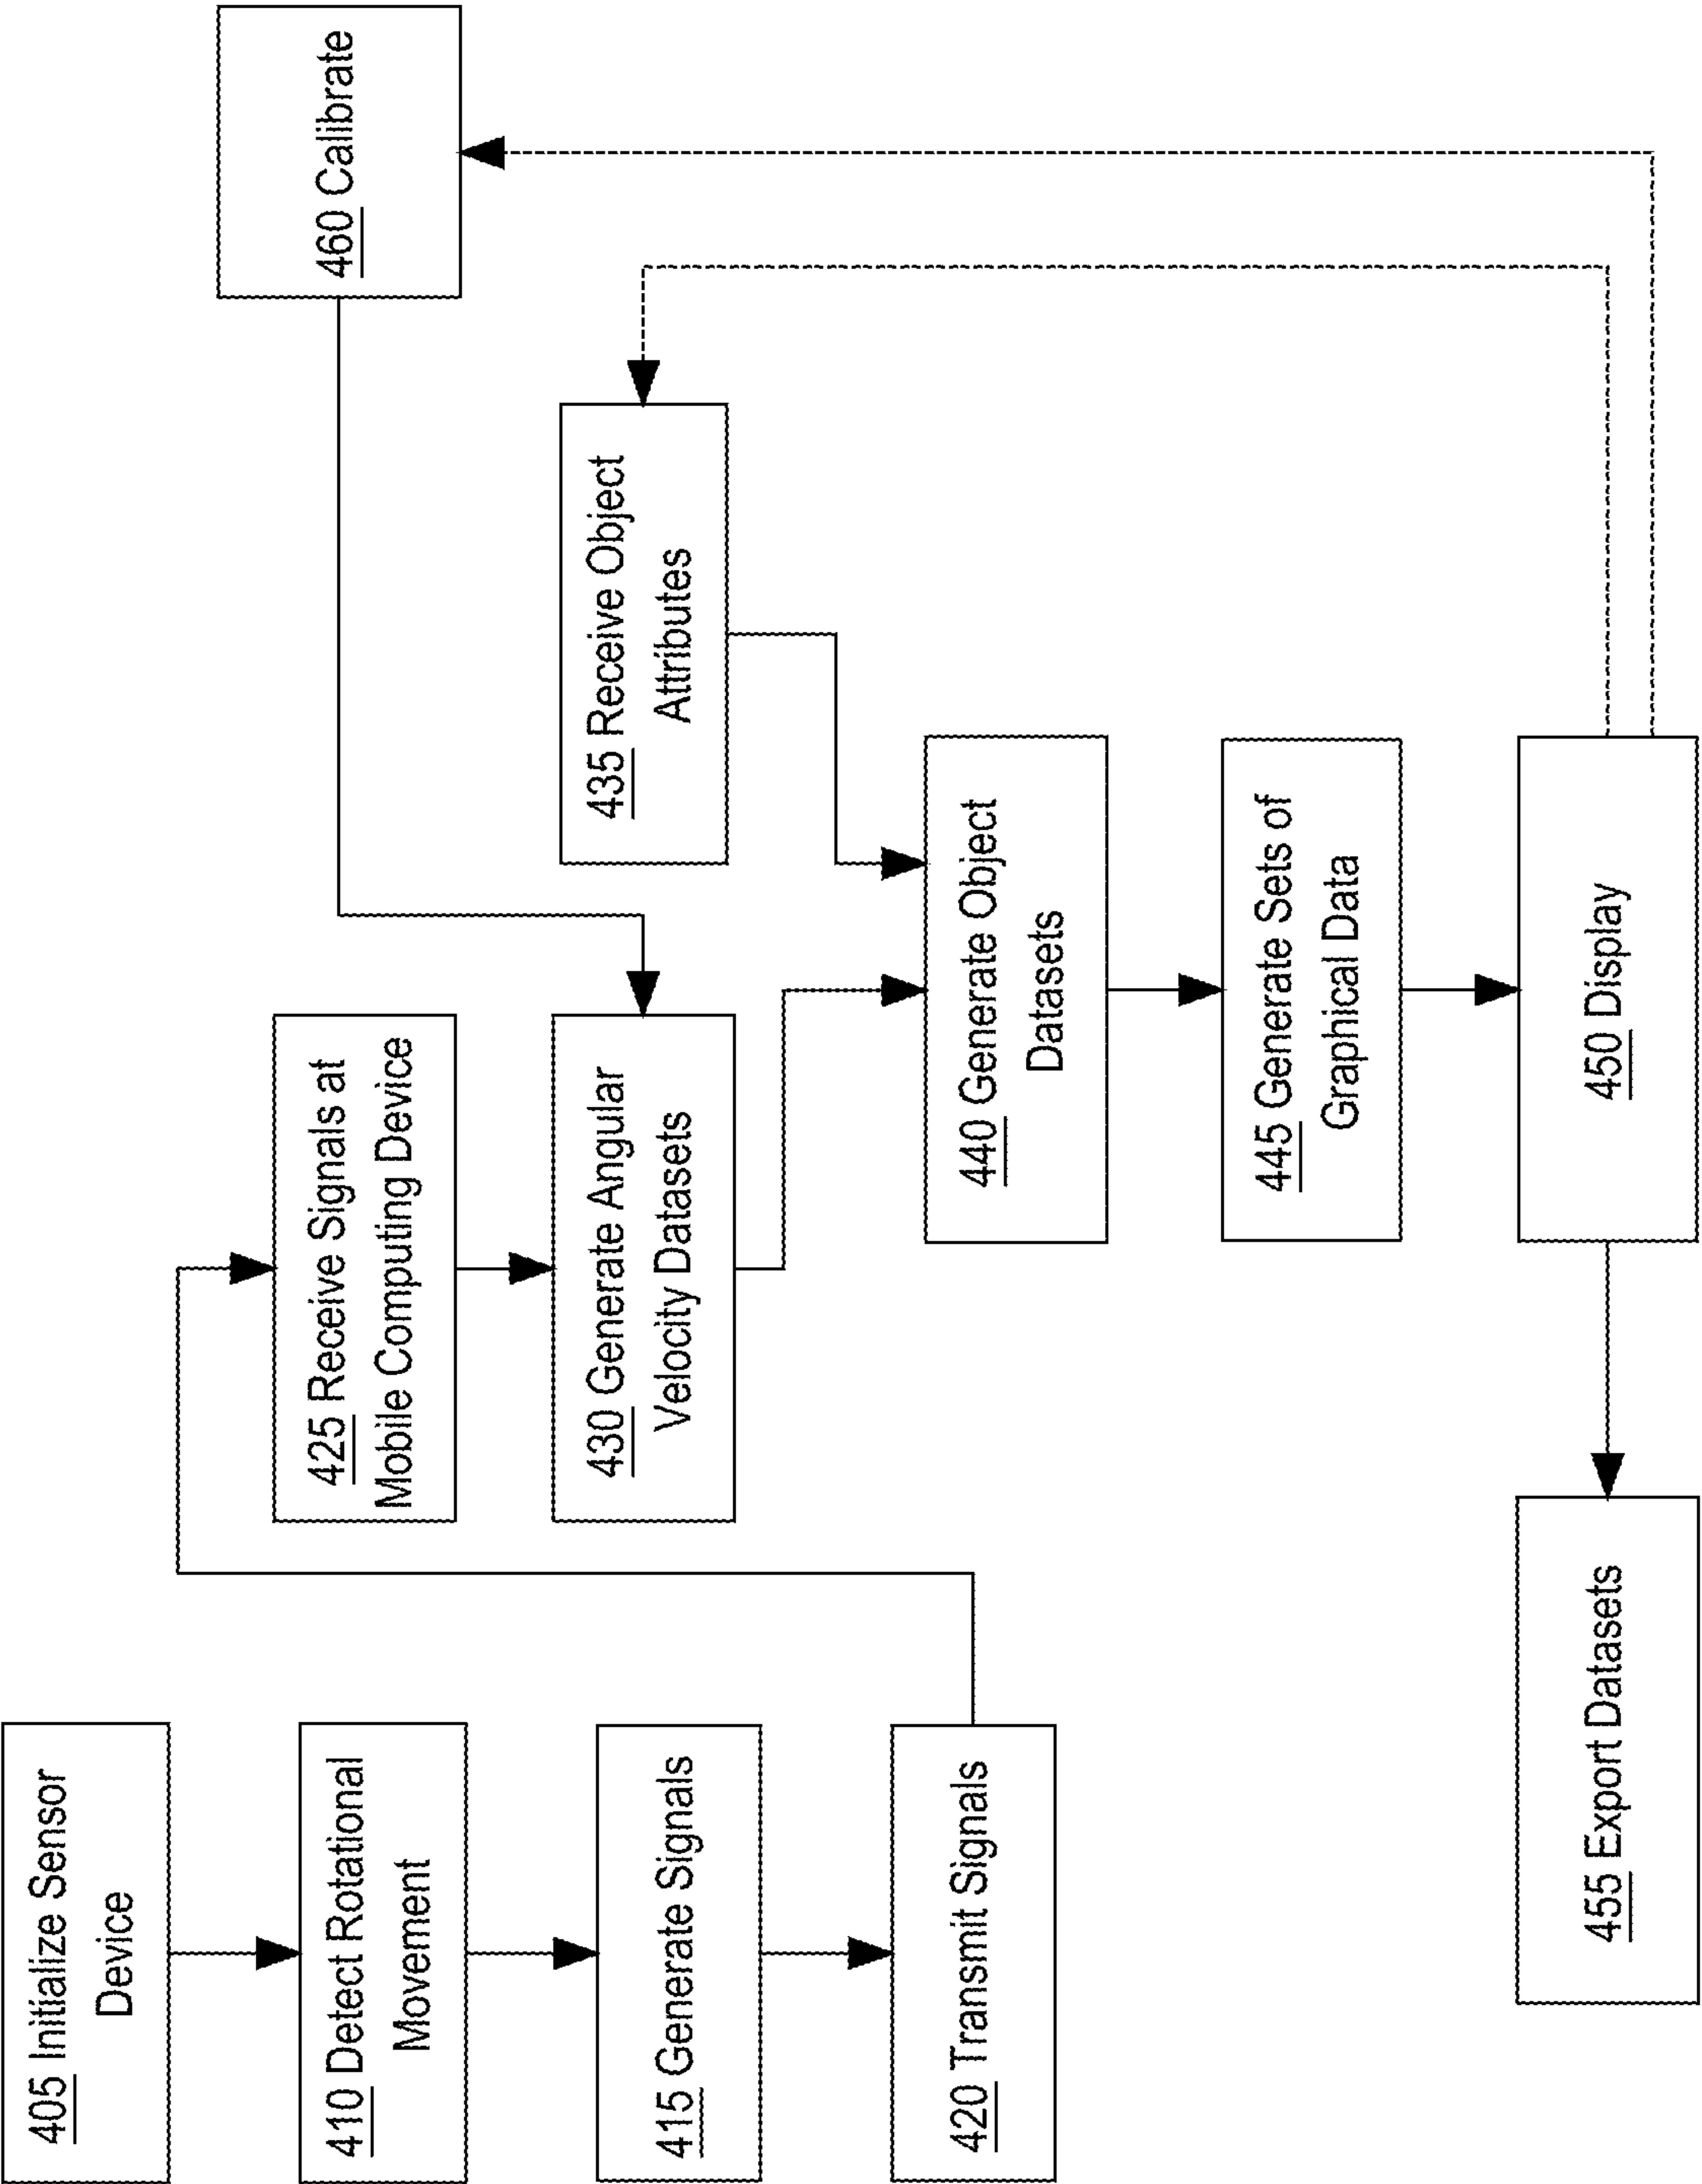 405 Initialize Sensor
Device
410 Detect Rotational
Movement
415 Generate Signals
420 Transmit Signals
425 Receive Signals at
Mobile Computing Device
430 Generate Angular
Velocity Datasets
435 Receive Object
Attributes
440 Generate Object
Datasets
445 Generate Sets of
Graphical Data
450 Display
455 Export Datasets
460 Calibrate